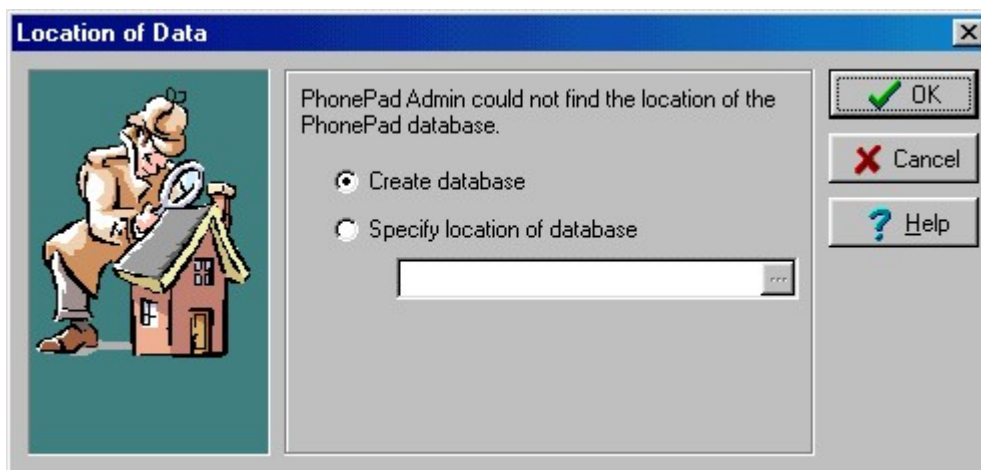 Location of Data
PhonePad Admin could not find the location of the
PhonePad database.
Create database
Specify location of database
...
OK
Cancel
Help